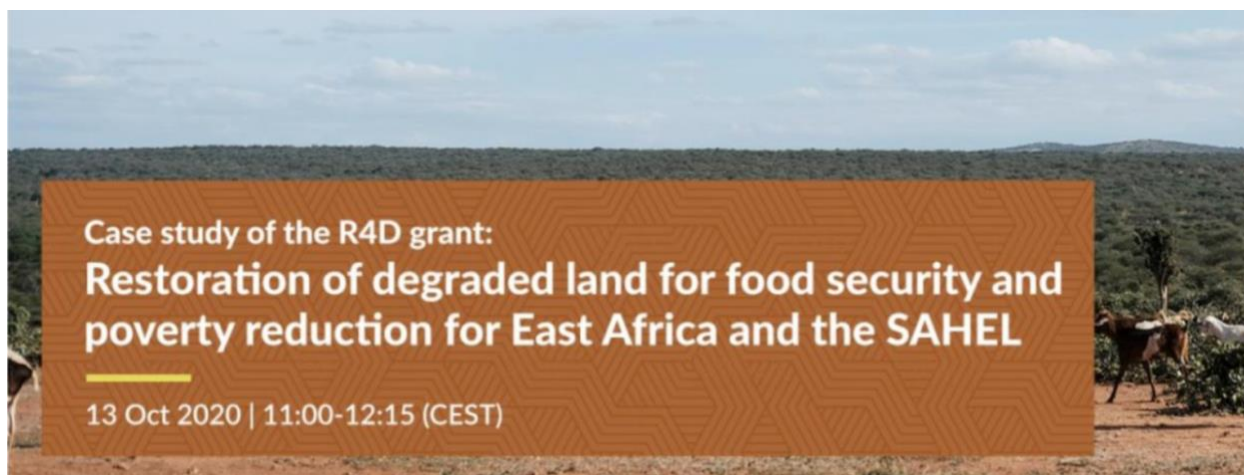 Case study of the R4D grant:
Restoration of degraded land for food security and
poverty reduction for East Africa and the SAHEL
13 Oct 2020 | 11:00-12:15 (CEST)